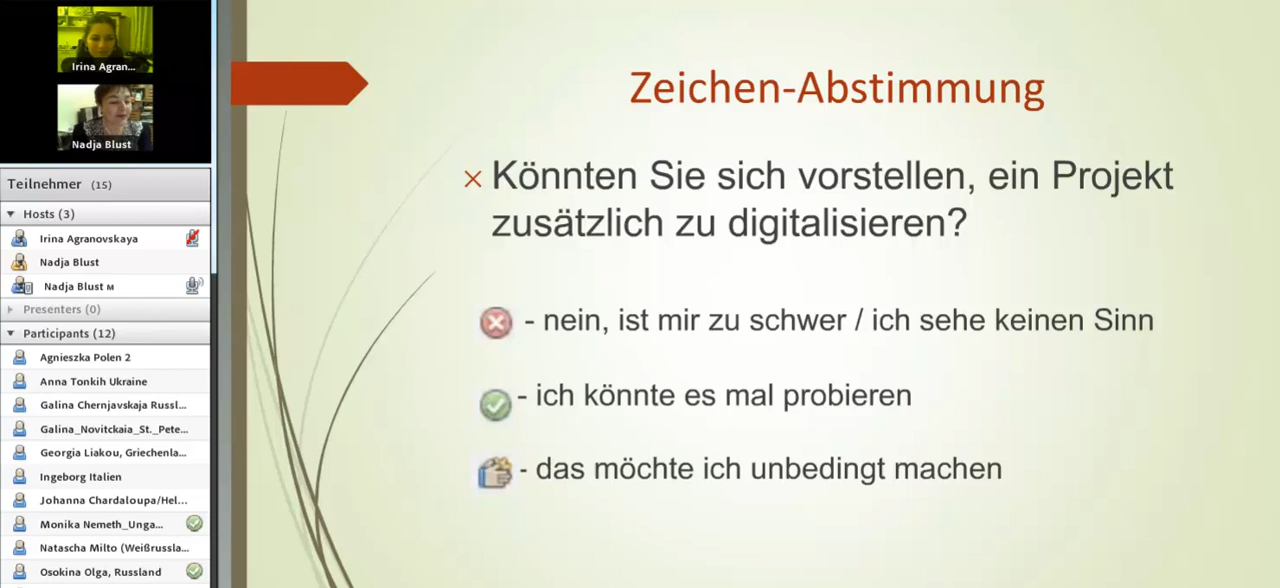 Irina Agran...
Nadja Blust
Teilnehmer (15)
Hosts (3)
Irina Agranovskaya
Nadja Blust
Nadja Blust м
Presenters (0)
Participants (12)
Agnieszka Polen 2
Anna Tonkih Ukraine
Galina Chernjavskaja Russl...
Galina_Novitckaia_St._Pete...
Georgia Liakou, Griechenla...
Ingeborg Italien
Johanna Chardaloupa/Hel...
Monika Nemeth_Unga...
Natascha Milto (Weißrussla...
Osokina Olga, Russland
Zeichen-Abstimmung
Könnten Sie sich vorstellen, ein Projekt
zusätzlich zu digitalisieren?
- nein, ist mir zu schwer / ich sehe keinen Sinn
- ich könnte es mal probieren
- das möchte ich unbedingt machen